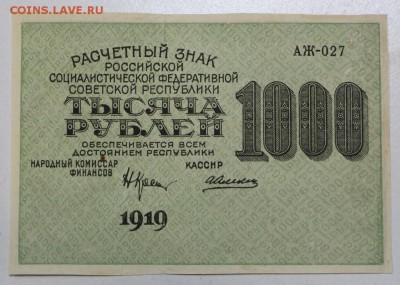 COINS.LAVE.RU
РАСЧЕТНЫЙ ЗНАК
РОССИЙСКОЙ
СОЦИАЛИСТИЧЕСКОЙ ФЕДЕРАТИВНОЙ
СОВЕТСКОЙ РЕСПУБЛИКИ
ТЫСЯЧА
РУБЛЕЙ
ОБЕСПЕЧИВАЕТСЯ ВСЕМ
ДОСТОЯНИЕМ РЕСПУБЛИКИ
НАРОДНЫЙ КОМИССАР
ФИНАНСОВ
КАССИР
1919
АЖ-027
1000